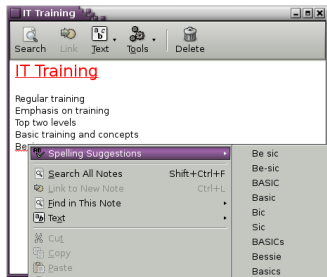 IT Training
Search Link Text Tools Delete
IT Training
Regular training
Emphasis on training
Top two levels
Basic training and concepts
Spelling Suggestions
Search All Notes Shift+Ctrl+F
Link to New Note Ctrl+L
Find in This Note
Text
Cut
Copy
Paste
Be sic
Be-sic
BASIC
Basic
Bic
Sic
BASICs
Bessie
Basics